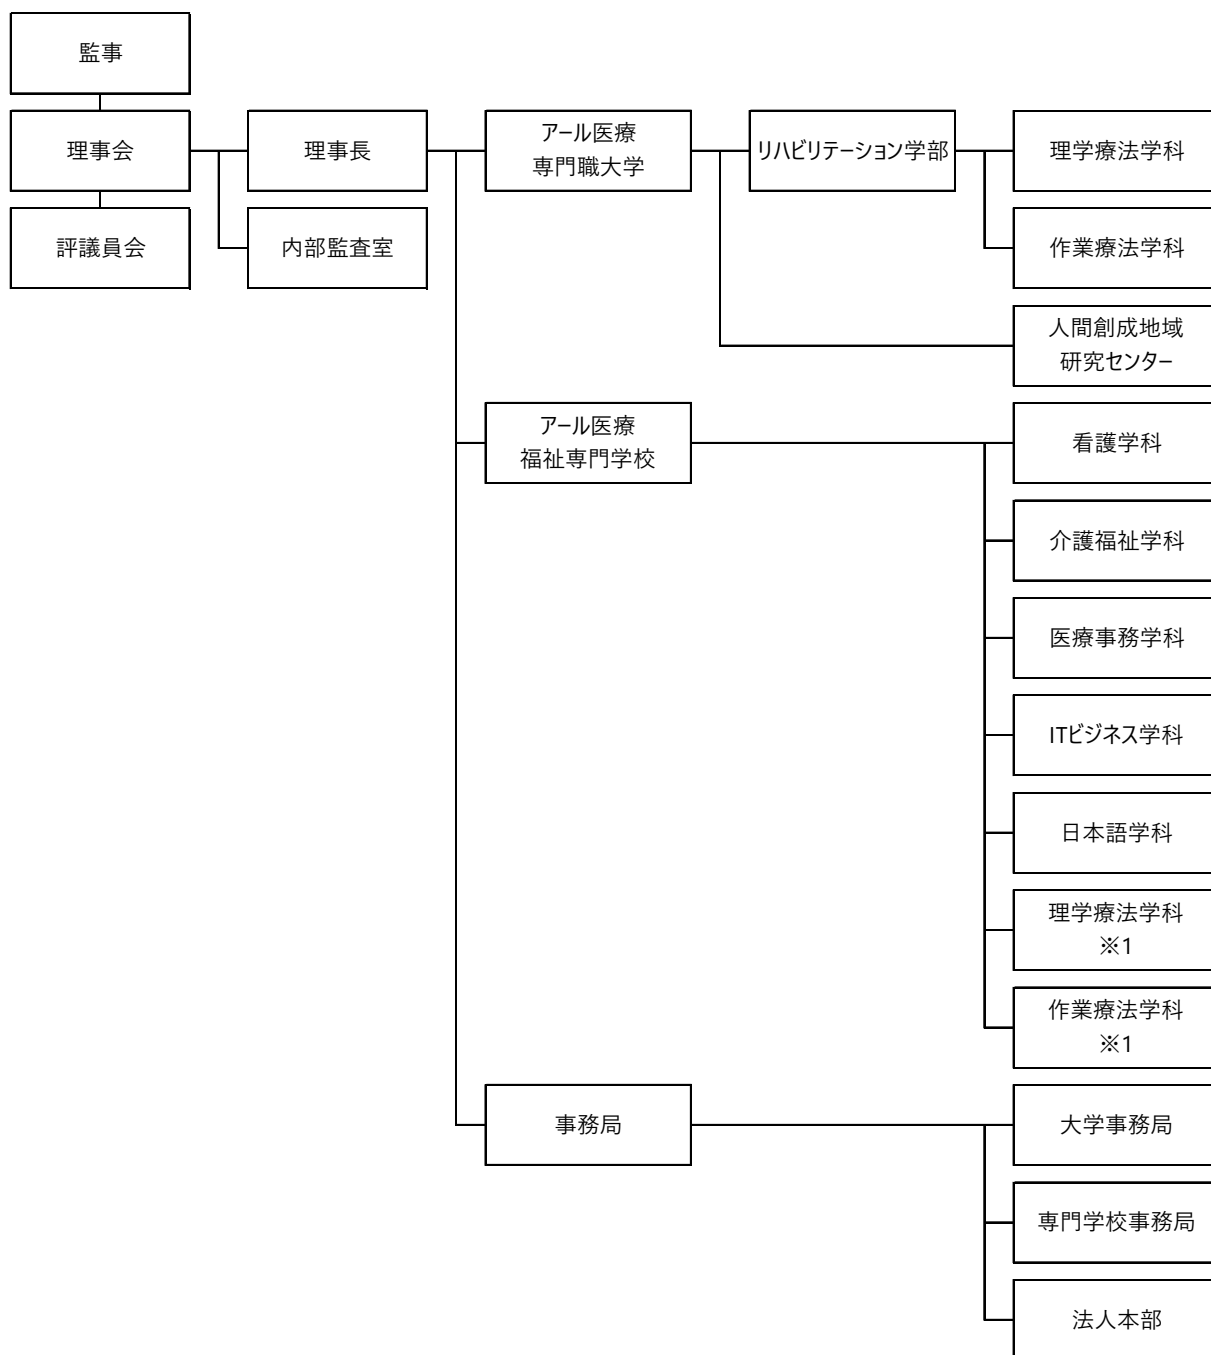 監事
理事会
理事長
アール医療
専門職大学
リハビリテーション学部
理学療法学科
評議員会
内部監査室
作業療法学科
人間創成地域
研究センター
アール医療
福祉専門学校
看護学科
介護福祉学科
医療事務学科
ITビジネス学科
日本語学科
理学療法学科
※1
作業療法学科
※1
事務局
大学事務局
専門学校事務局
法人本部